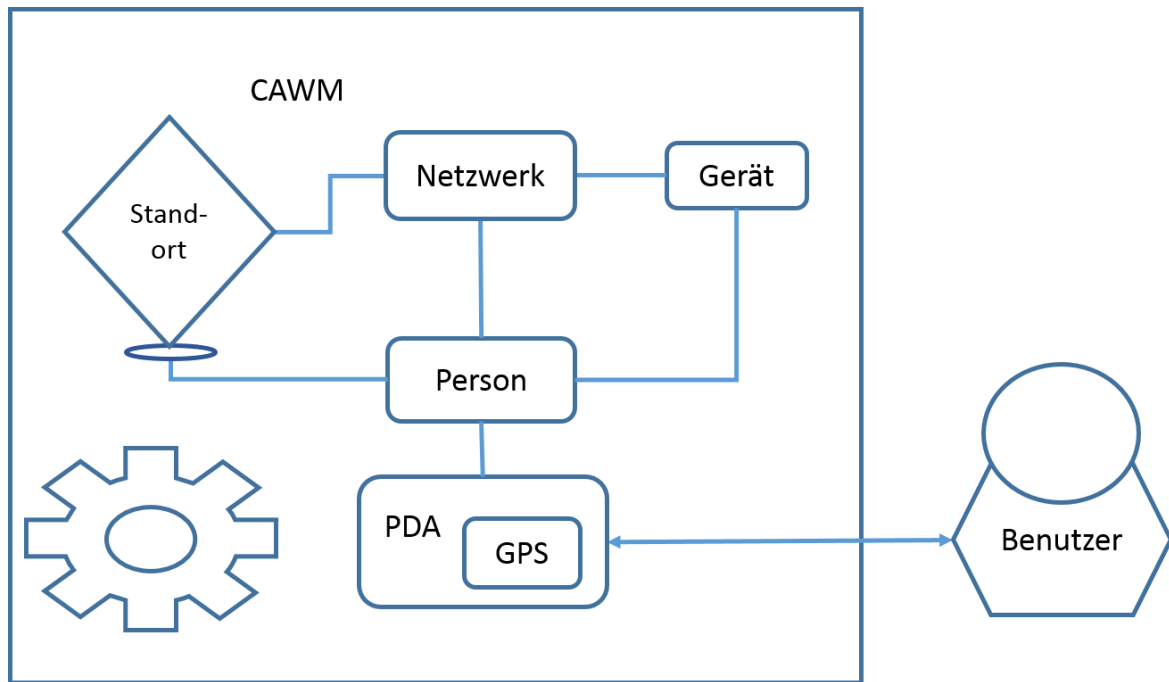 CAWM
Netzwerk
Gerät
Stand-
ort
Person
PDA
GPS
Benutzer